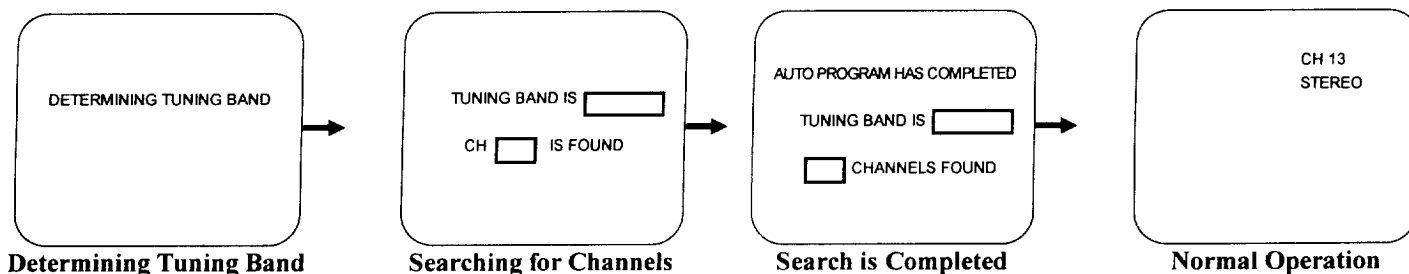 DETERMINING TUNING BAND
Determining Tuning Band
TUNING BAND IS
CH IS FOUND
Searching for Channels
AUTO PROGRAM HAS COMPLETED
TUNING BAND IS
CHANNELS FOUND
Search is Completed
CH 13
STEREO
Normal Operation